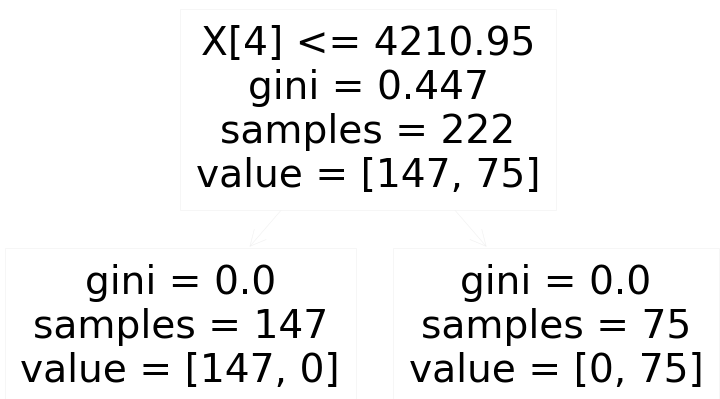 X[4] <= 4210.95
gini = 0.447
samples = 222
value = [147, 75]
gini = 0.0
samples = 147
value = [147, 0]
gini = 0.0
samples = 75
value = [0, 75]